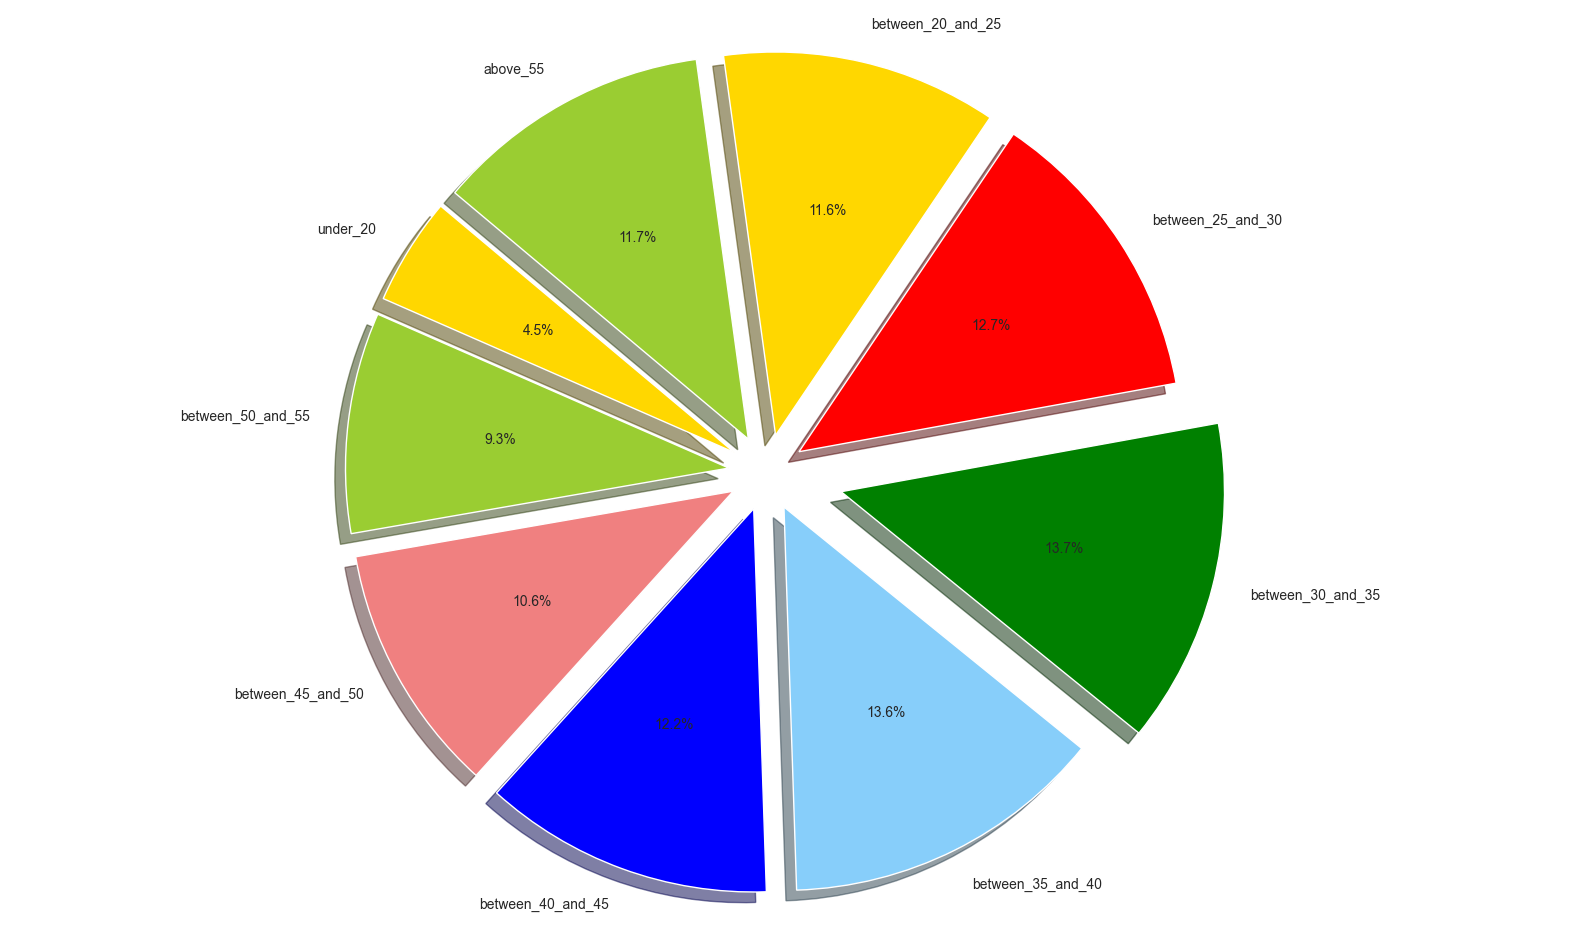 between_20_and_25
above_55
11.6%
between_25_and_30
under_20
11.7%
12.7%
4.5%
between_50_and_55
9.3%
13.7%
between_30_and_35
10.6%
between_45_and_50
12.2%
13.6%
between_35_and_40
between_40_and_45